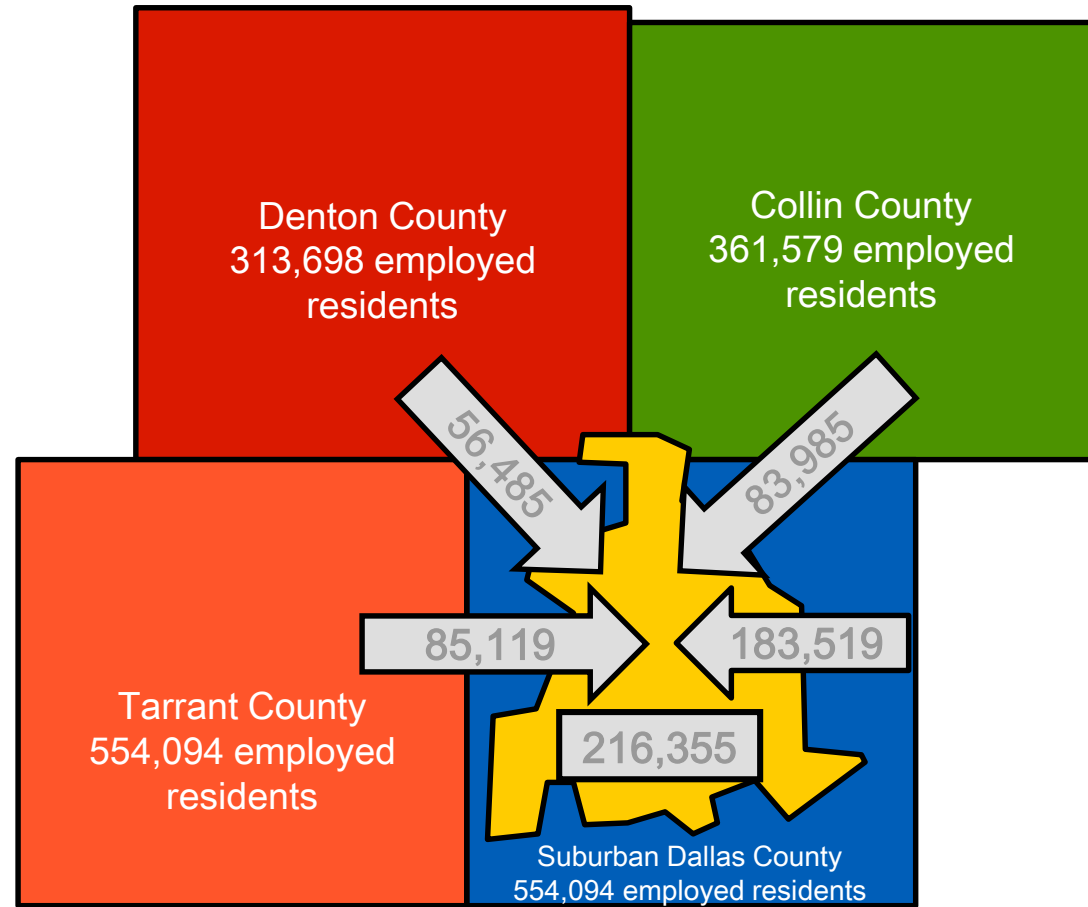 Denton County
313,698 employed
residents
Collin County
361,579 employed
residents
56,485
83,985
85,119
183,519
Tarrant County
554,094 employed
residents
216,355
Suburban Dallas County
554,094 employed residents